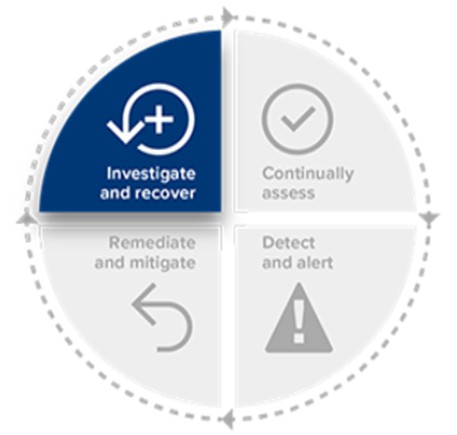 Investigate
and recover
Continually
assess
Remediate
and mitigate
Detect
and alert